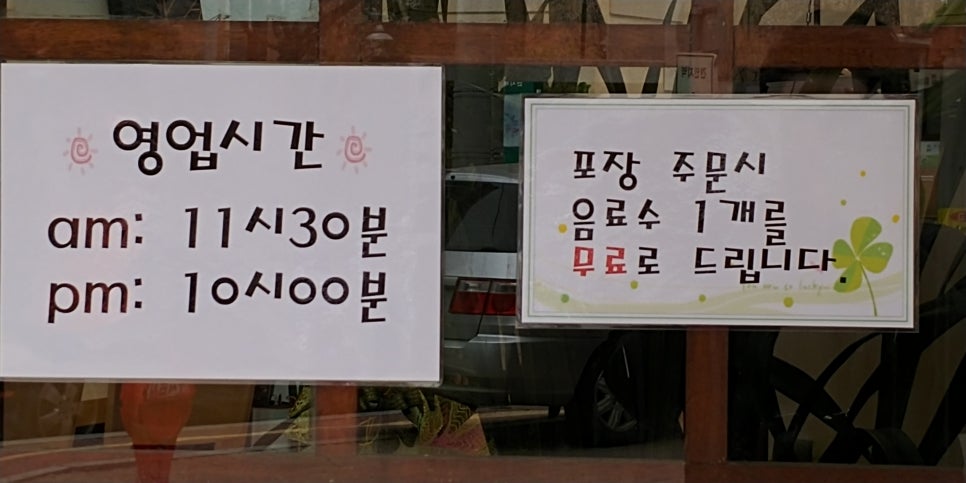 영업시간
am: 11시30분
pm: 10시00분
포장 주문시
음료수 1개를
무료로 드립니다.